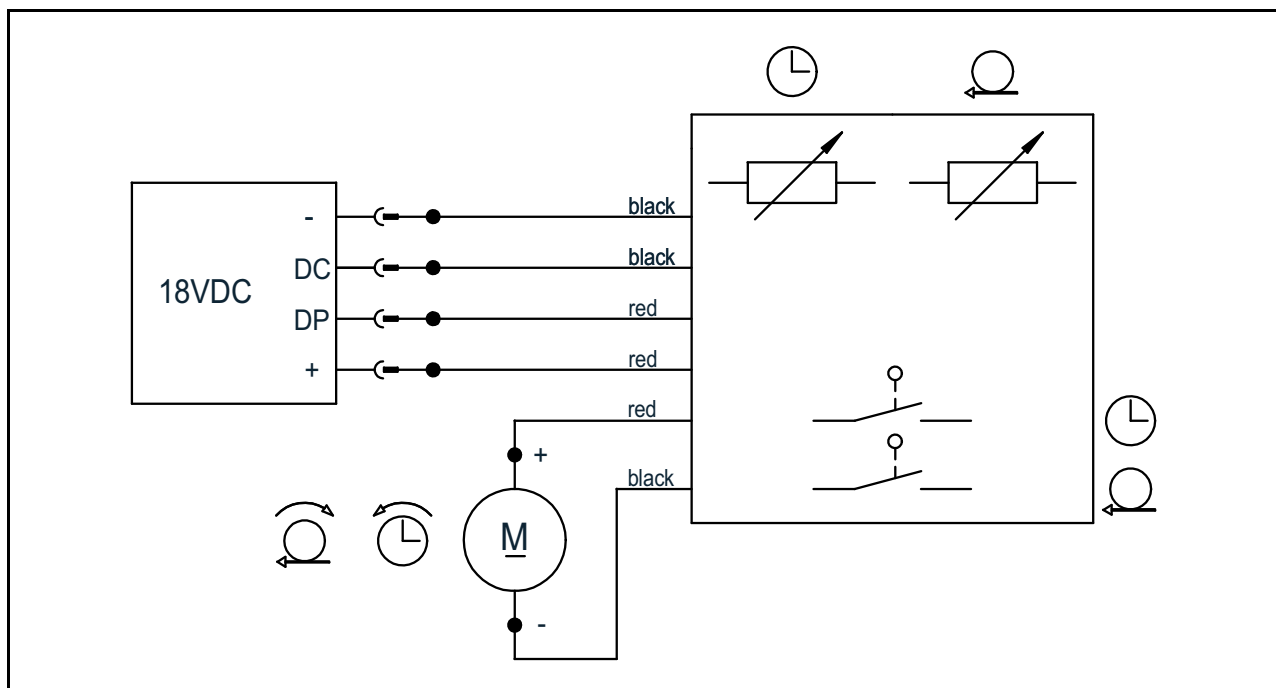 - black
DC black
18VDC
DP red
+ red
red
+
black
M
-